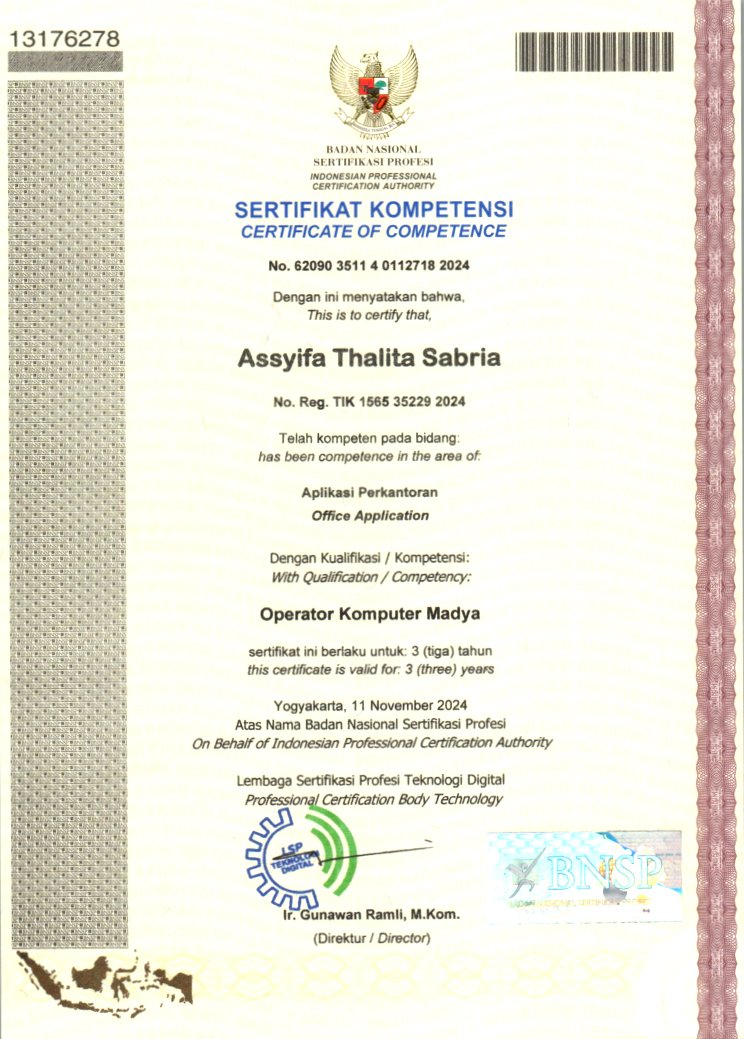 13176278
BADAN NASIONAL
SERTIFIKASI PROFESI
INDONESIAN PROFESSIONAL
CERTIFICATION AUTHORITY
SERTIFIKAT KOMPETENSI
CERTIFICATE OF COMPETENCE
No. 62090 3511 4 0112718 2024
Dengan ini menyatakan bahwa,
This is to certify that,
Assyifa Thalita Sabria
No. Reg. TIK 1565 35229 2024
Telah kompeten pada bidang:
has been competence in the area of:
Aplikasi Perkantoran
Office Application
Dengan Kualifikasi / Kompetensi:
With Qualification / Competency:
Operator Komputer Madya
sertifikat ini berlaku untuk: 3 (tiga) tahun
this certificate is valid for: 3 (three) years
Yogyakarta, 11 November 2024
Atas Nama Badan Nasional Sertifikasi Profesi
On Behalf of Indonesian Professional Certification Authority
Lembaga Sertifikasi Profesi Teknologi Digital
Professional Certification Body Technology
LSP
TEKNOLOGI
DIGITAL
BNSP
Ir. Gunawan Ramli, M.Kom.
(Direktur / Director)